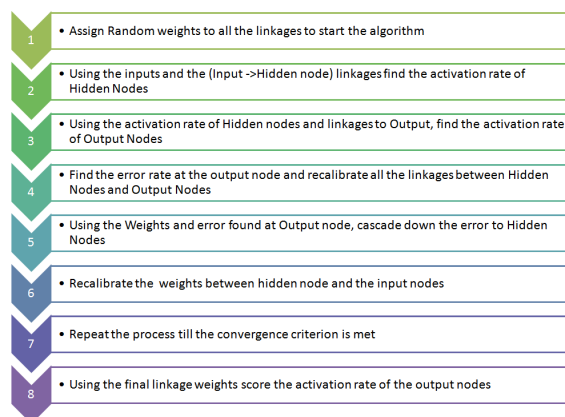 1
• Assign Random weights to all the linkages to start the algorithm
2
• Using the inputs and the (Input ->Hidden node) linkages find the activation rate of
Hidden Nodes
3
• Using the activation rate of Hidden nodes and linkages to Output, find the activation rate
of Output Nodes
4
• Find the error rate at the output node and recalibrate all the linkages between Hidden
Nodes and Output Nodes
5
• Using the Weights and error found at Output node, cascade down the error to Hidden
Nodes
6
• Recalibrate the weights between hidden node and the input nodes
7
• Repeat the process till the convergence criterion is met
8
• Using the final linkage weights score the activation rate of the output nodes